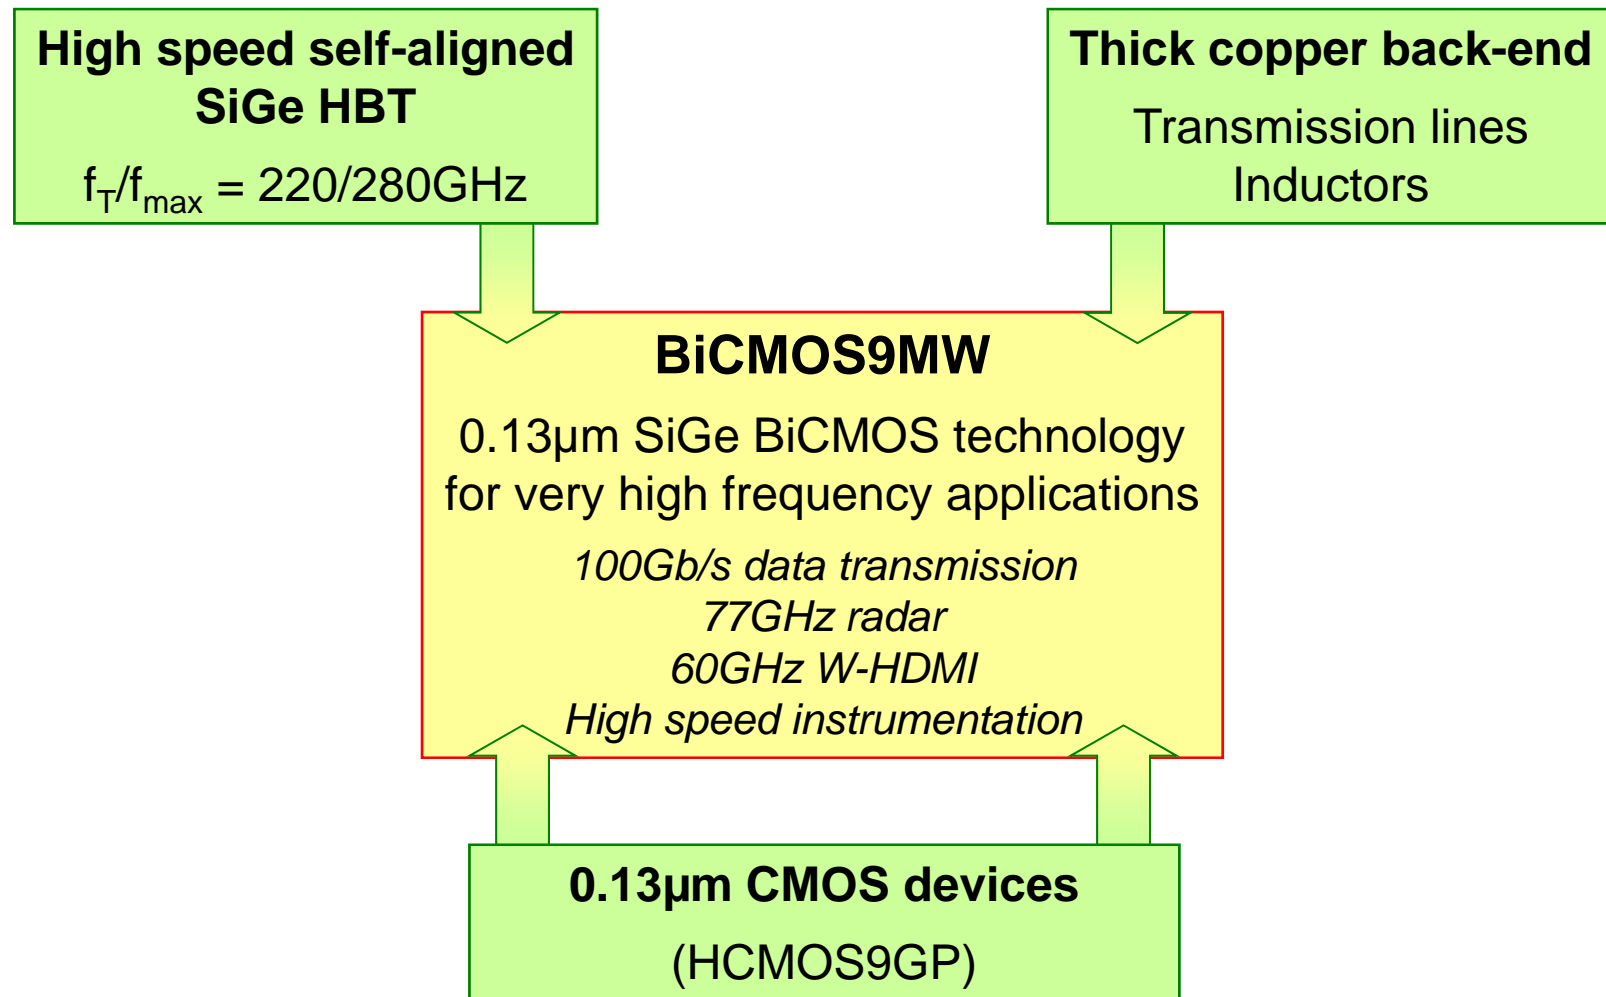 High speed self-aligned
SiGe HBT
fT/fmax = 220/280GHz
Thick copper back-end
Transmission lines
Inductors
BiCMOS9MW
0.13µm SiGe BiCMOS technology
for very high frequency applications
100Gb/s data transmission
77GHz radar
60GHz W-HDMI
High speed instrumentation
0.13µm CMOS devices
(HCMOS9GP)